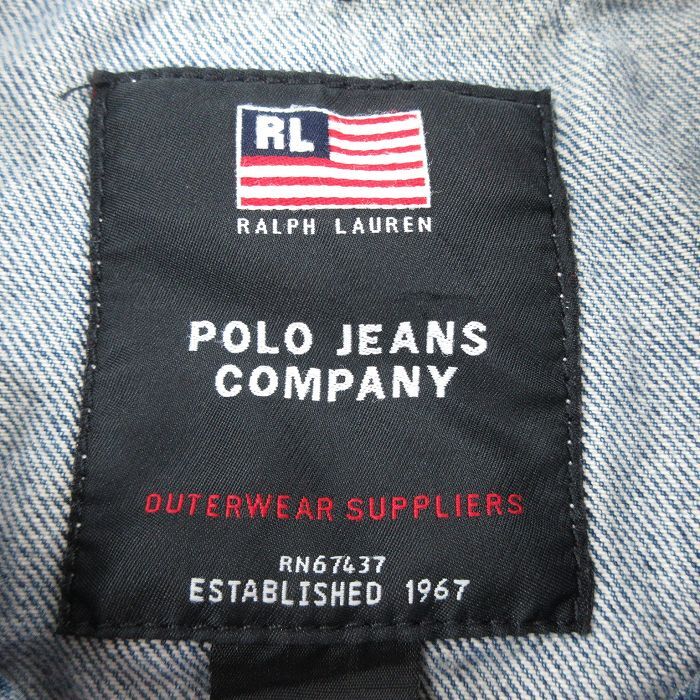 RL
RALPH LAUREN
POLO JEANS
COMPANY
OUTERWEAR SUPPLIERS
RN67437
ESTABLISHED 1967